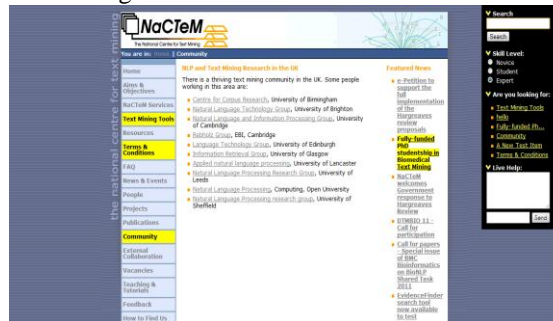 NaCTeM
The National Centre for Text Mining
the national centre for text mining
You are in: Home | Community
Home
Aims &
Objectives
NaCTeM Services
Text Mining Tools
Resources
Terms &
Conditions
FAQ
News & Events
People
Projects
Publications
Community
External
Collaboration
Vacancies
Teaching &
Tutorials
Feedback
How to Find Us
NLP and Text Mining Research in the UK
There is a thriving text mining community in the UK. Some people
working in this area are:
Centre for Corpus Research, University of Birmingham
Natural Language Technology Group, University of Brighton
Natural Language and Information Processing Group, University
of Cambridge
Rebholz Group, EBI, Cambridge
Language Technology Group, University of Edinburgh
Information Retrieval Group, University of Glasgow
Applied natural language processing, University of Lancaster
Natural Language Processing Research Group, University of
Leeds
Natural Language Processing, Computing, Open University
Natural Language Processing research group, University of
Sheffield
Featured News
e-Petition to
support the
full
implementation
of the
Hargreaves
review
proposals
Fully-funded
PhD
studentship in
Biomedical
Text Mining
NaCTeM
welcomes
Government
response to
Hargreaves
Review
DTMBIO 11 -
Call for
participation
Call for papers
- Special issue
of BMC
Bioinformatics
on BioNLP
Shared Task
2011
EvidenceFinder
search tool
now available
to test
Search
Search
Skill Level:
Novice
Student
Expert
Are you looking for:
Text Mining Tools
hello
Fully-funded Ph...
Community
A New Text Item
Terms & Conditions
Live Help:
Send